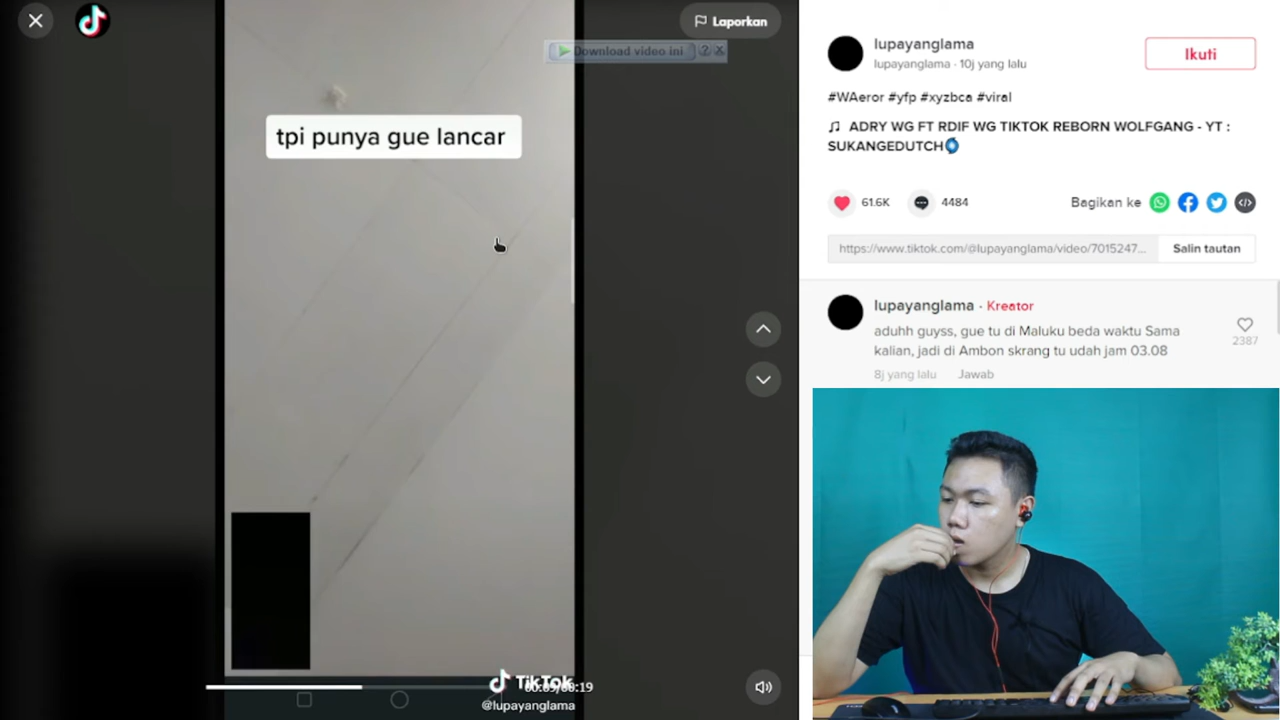 Laporkan
Download video ini ? X
tpi punya gue lancar
TikTok
@lupayanglama
lupayanglama
lupayanglama · 10j yang lalu
Ikuti
#WAeror #yfp #xyzbca #viral
ADRY WG FT RDIF WG TIKTOK REBORN WOLFGANG - YT :
SUKANGEDUTCH
61.6K
4484
Bagikan ke
https://www.tiktok.com/@lupayanglama/video/7015247...
Salin tautan
lupayanglama · Kreator
aduhh guyss, gue tu di Maluku beda waktu Sama
kalian, jadi di Ambon skrang tu udah jam 03.08
2387
8j yang lalu
Jawab